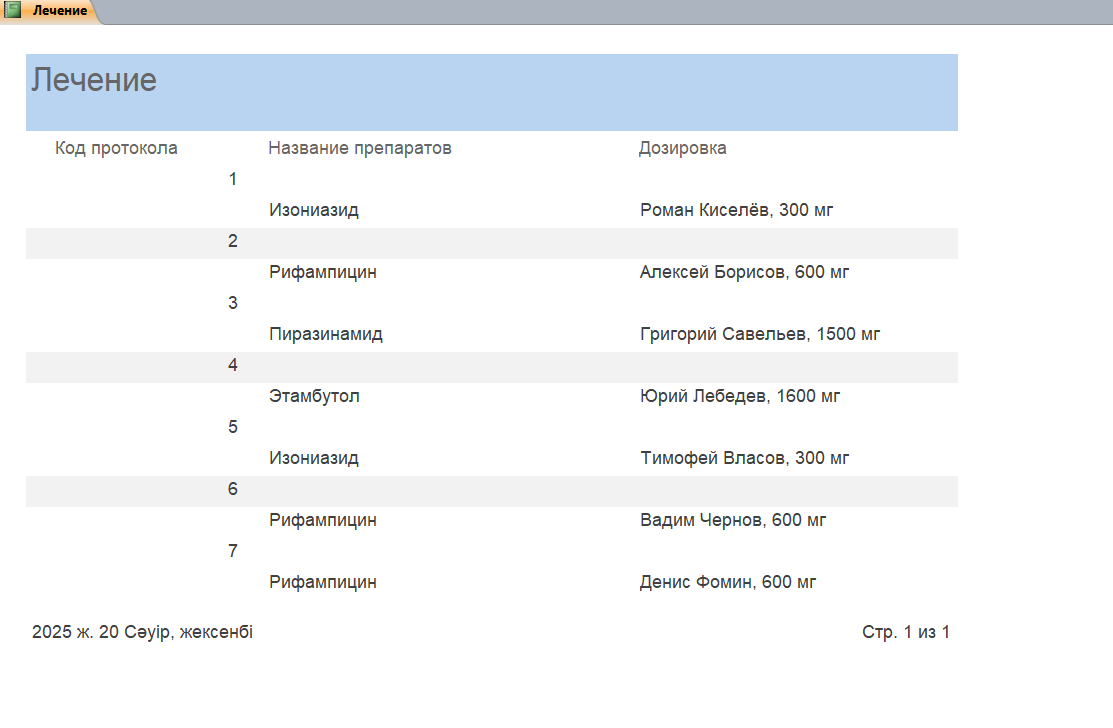 Лечение
Лечение
Код протокола Название препаратов Дозировка
1
Изониазид Роман Киселёв, 300 мг
2
Рифампицин Алексей Борисов, 600 мг
3
Пиразинамид Григорий Савельев, 1500 мг
4
Этамбутол Юрий Лебедев, 1600 мг
5
Изониазид Тимофей Власов, 300 мг
6
Рифампицин Вадим Чернов, 600 мг
7
Рифампицин Денис Фомин, 600 мг
2025 ж. 20 Сәуір, жексенбі Стр. 1 из 1